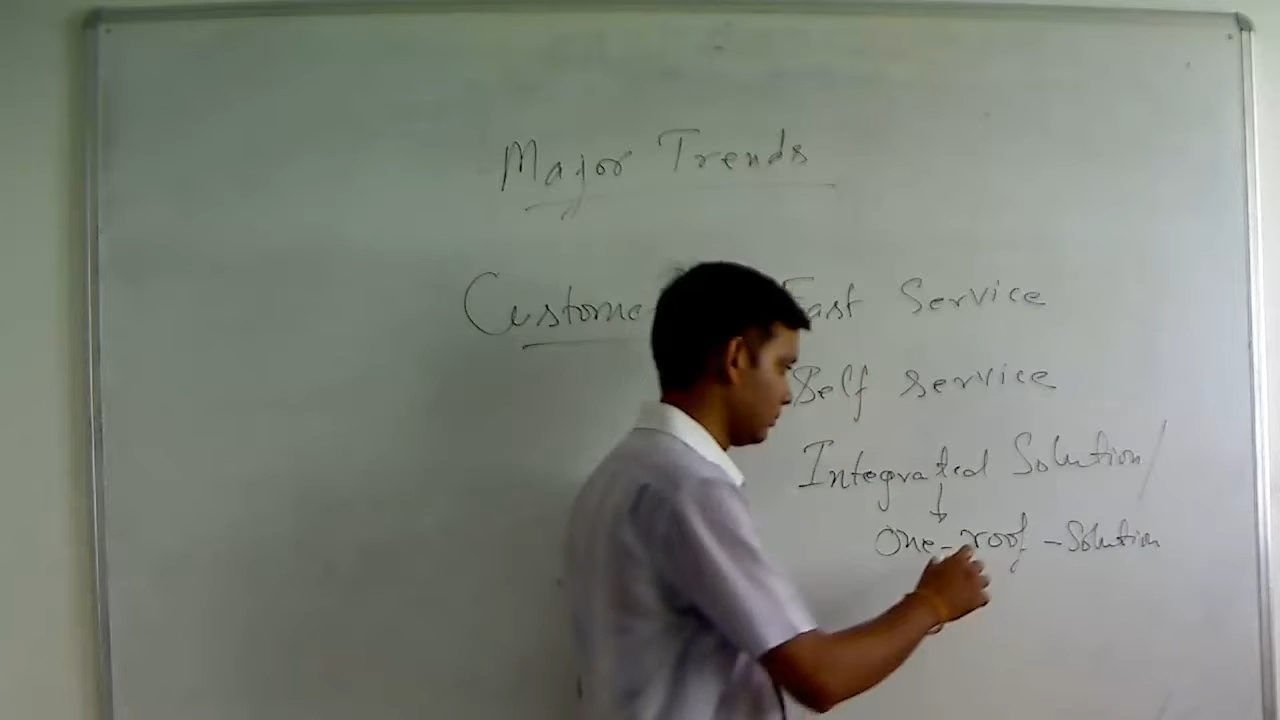 Major Trends
Custome Fast Service
Self service
Integrated Solution/
One-roof-Solution